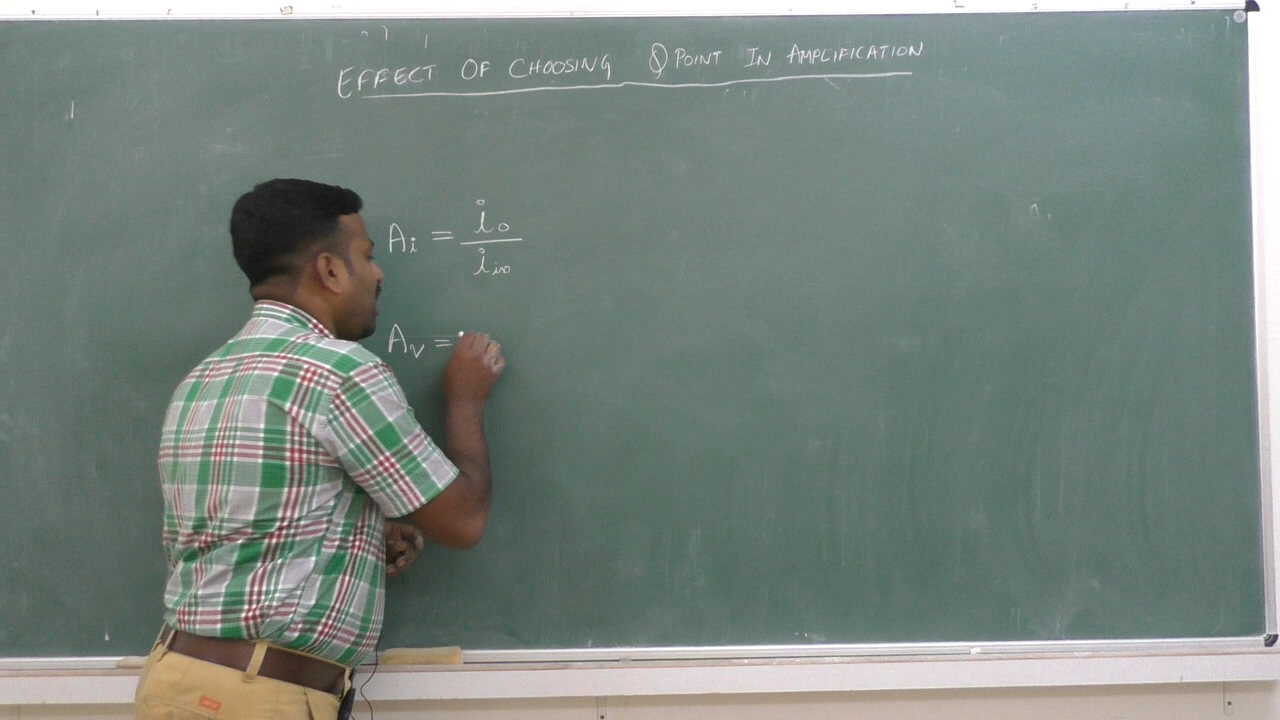 EFFECT OF CHOOSING Q POINT IN AMPLIFICATION
Ai = io / iin
Av =